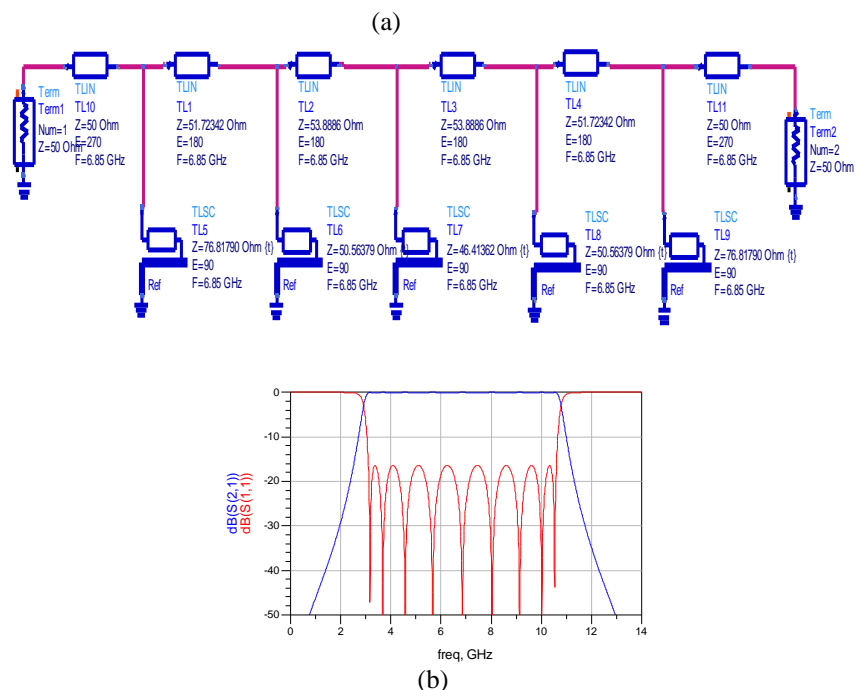 (a)
Term
Term1
Num=1
Z=50 Ohm
TLIN
TL10
Z=50 Ohm
E=270
F=6.85 GHz
TLIN
TL1
Z=51.72342 Ohm
E=180
F=6.85 GHz
TLIN
TL2
Z=53.8886 Ohm
E=180
F=6.85 GHz
TLIN
TL3
Z=53.8886 Ohm
E=180
F=6.85 GHz
TLIN
TL4
Z=51.72342 Ohm
E=180
F=6.85 GHz
TLIN
TL11
Z=50 Ohm
E=270
F=6.85 GHz
Term
Term2
Num=2
Z=50 Ohm
TLSC
TL5
Z=76.81790 Ohm {t}
E=90
F=6.85 GHz
Ref
TLSC
TL6
Z=50.56379 Ohm {t}
E=90
F=6.85 GHz
Ref
TLSC
TL7
Z=46.41362 Ohm {t}
E=90
F=6.85 GHz
Ref
TLSC
TL8
Z=50.56379 Ohm {t}
E=90
F=6.85 GHz
Ref
TLSC
TL9
Z=76.81790 Ohm {t}
E=90
F=6.85 GHz
Ref
dB(S(2,1))
dB(S(1,1))
0
-10
-20
-30
-40
-50
0 2 4 6 8 10 12 14
freq, GHz
(b)